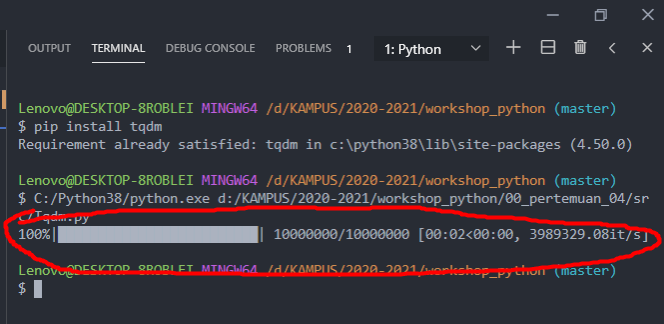 OUTPUT TERMINAL DEBUG CONSOLE PROBLEMS 1 1: Python
Lenovo@DESKTOP-8ROBLEI MINGW64 /d/KAMPUS/2020-2021/workshop_python (master)
$ pip install tqdm
Requirement already satisfied: tqdm in c:\python38\lib\site-packages (4.50.0)
Lenovo@DESKTOP-8ROBLEI MINGW64 /d/KAMPUS/2020-2021/workshop_python (master)
$ C:/Python38/python.exe d:/KAMPUS/2020-2021/workshop_python/00_pertemuan_04/sr
c/Tqdm.py
100%|████████████████████| 10000000/10000000 [00:02<00:00, 3989329.08it/s]
Lenovo@DESKTOP-8ROBLEI MINGW64 /d/KAMPUS/2020-2021/workshop_python (master)
$